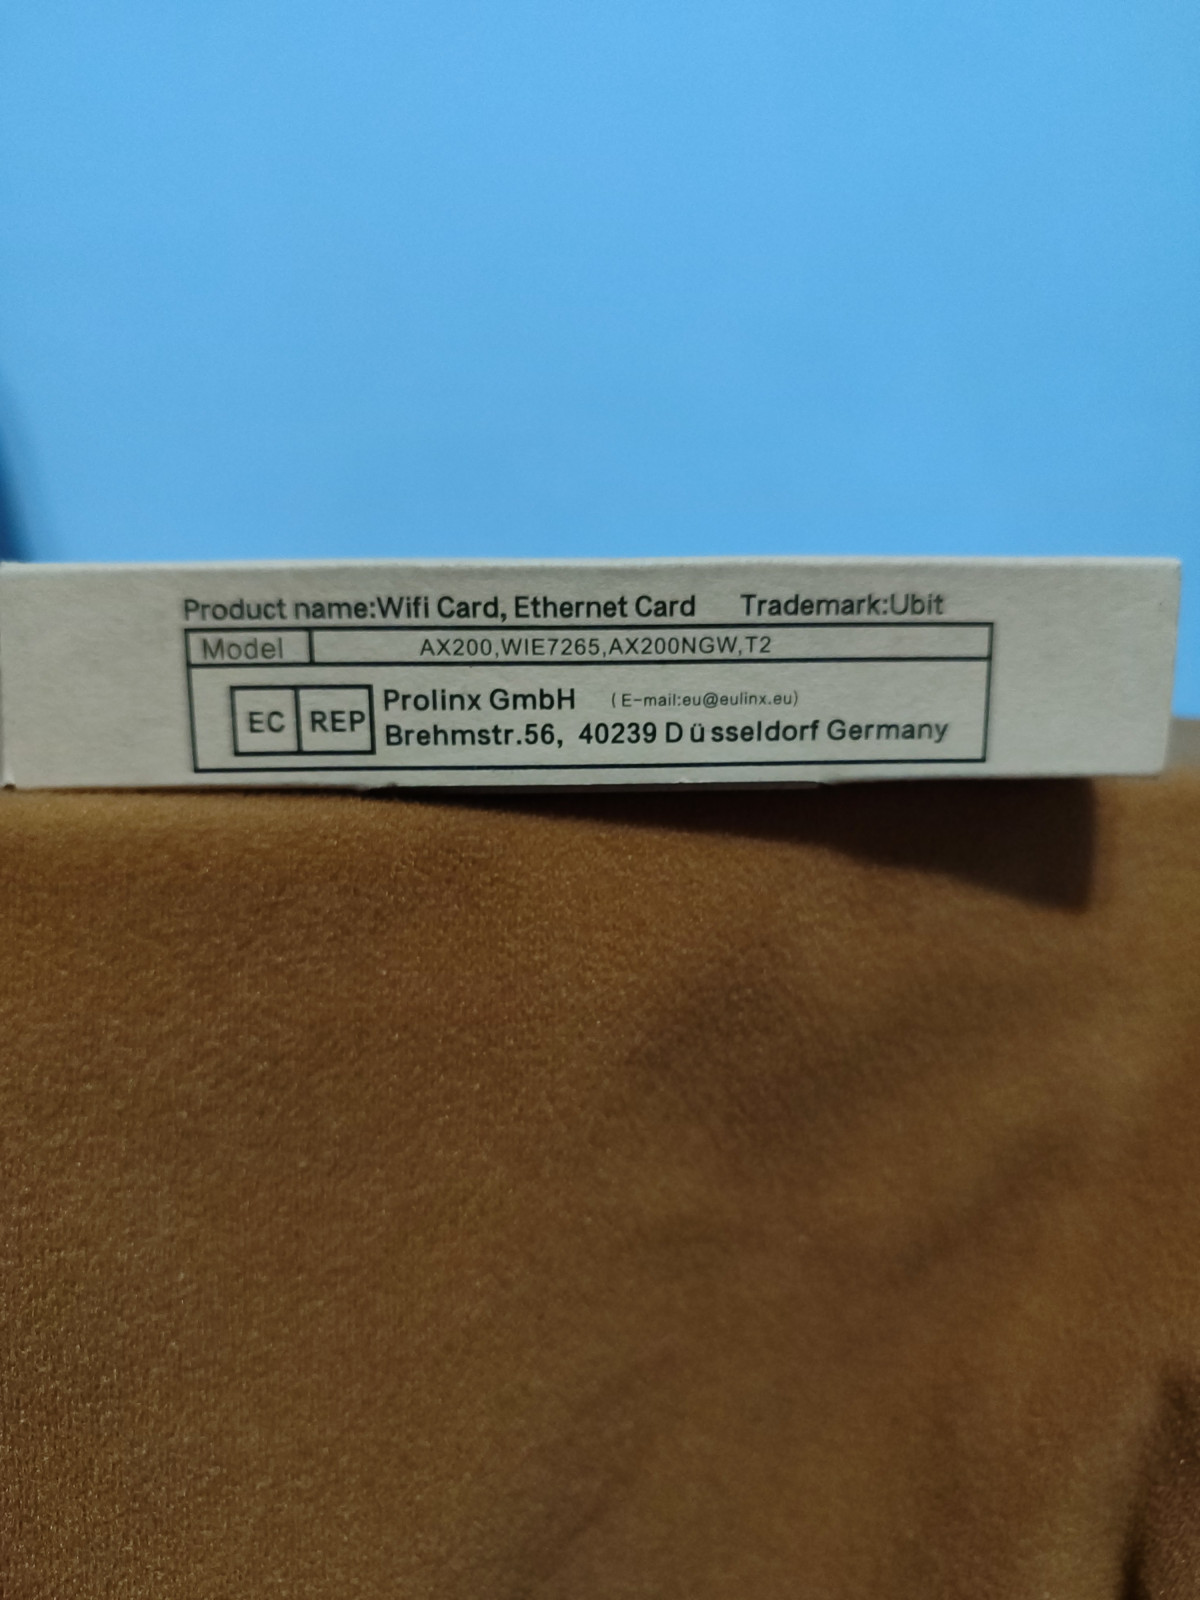 Product name:Wifi Card, Ethernet Card Trademark:Ubit
Model AX200,WIE7265,AX200NGW,T2
EC REP Prolinx GmbH (E-mail:eu@eulinx.eu)
Brehmstr.56, 40239 Düsseldorf Germany